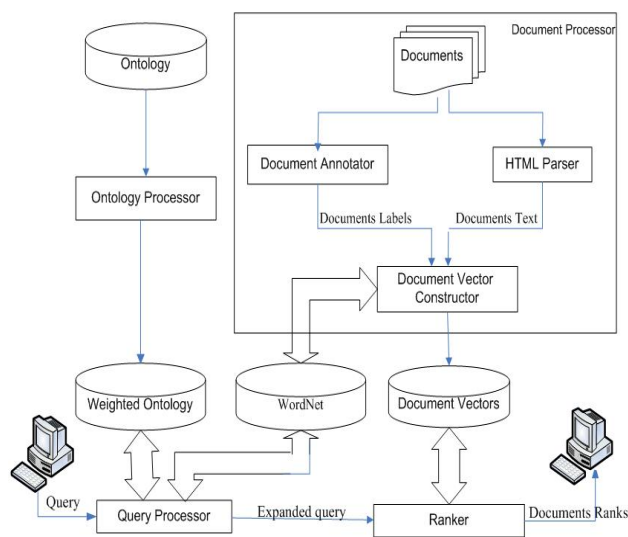 Document Processor
Ontology
Documents
Document Annotator
HTML Parser
Ontology Processor
Documents Labels
Documents Text
Document Vector
Constructor
Weighted Ontology
WordNet
Document Vectors
Query
Query Processor
Expanded query
Ranker
Documents Ranks